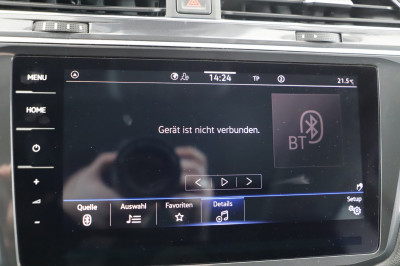 MENU
14:24
TP
21.5°C
HOME
Gerät ist nicht verbunden.
BT
Quelle
Auswahl
Favoriten
Details
Setup